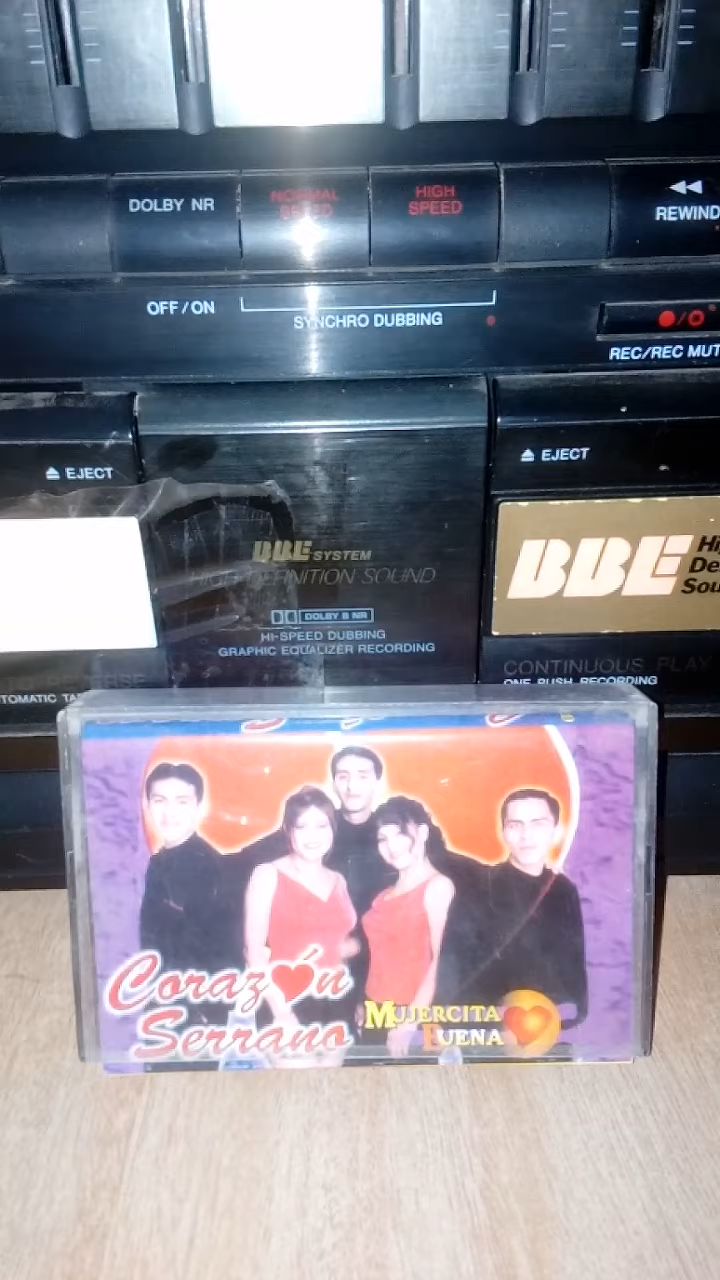 DOLBY NR
NORMAL SPEED
HIGH SPEED
REWIND
OFF/ON
SYNCHRO DUBBING
REC/REC MUT
EJECT
EJECT
BBE SYSTEM
HIGH DEFINITION SOUND
DOLBY B NR
HI-SPEED DUBBING
GRAPHIC EQUALIZER RECORDING
BBE
CONTINUOUS PLAY
ONE PUSH RECORDING
Corazón
Serrano
MUJERCITA
BUENA